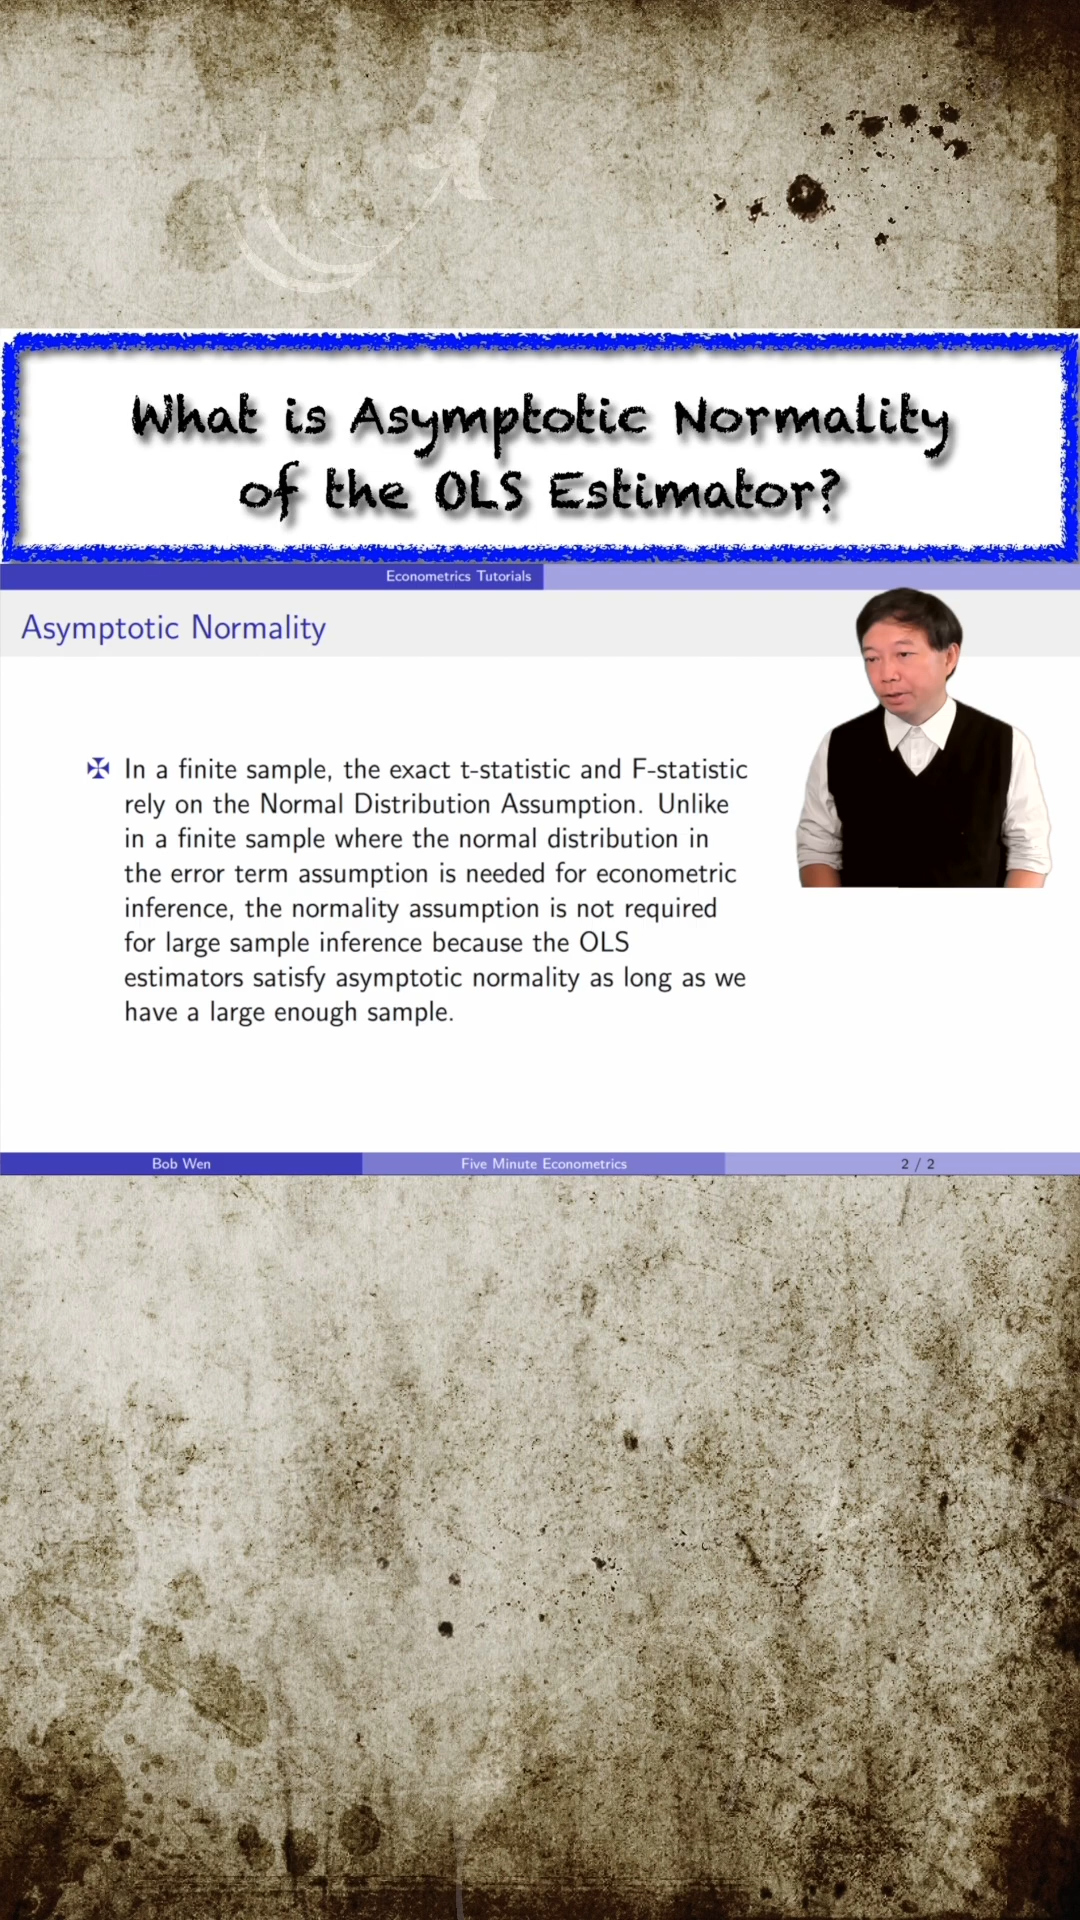 What is Asymptotic Normality
of the OLS Estimator?
Econometrics Tutorials
Asymptotic Normality
In a finite sample, the exact t-statistic and F-statistic
rely on the Normal Distribution Assumption. Unlike
in a finite sample where the normal distribution in
the error term assumption is needed for econometric
inference, the normality assumption is not required
for large sample inference because the OLS
estimators satisfy asymptotic normality as long as we
have a large enough sample.
Bob Wen
Five Minute Econometrics
2 / 2